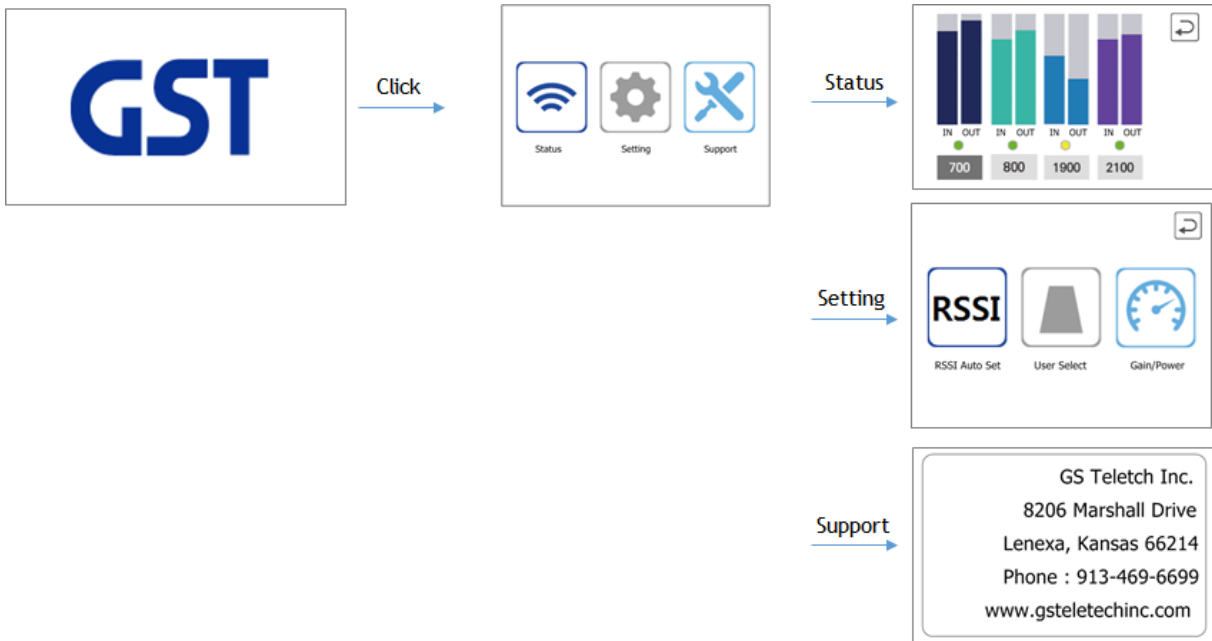 GST
Click
Status
Setting
Support
Status
IN OUT IN OUT IN OUT IN OUT
700 800 1900 2100
Setting
RSSI
RSSI Auto Set
User Select
Gain/Power
Support
GS Teletch Inc.
8206 Marshall Drive
Lenexa, Kansas 66214
Phone : 913-469-6699
www.gsteletechinc.com